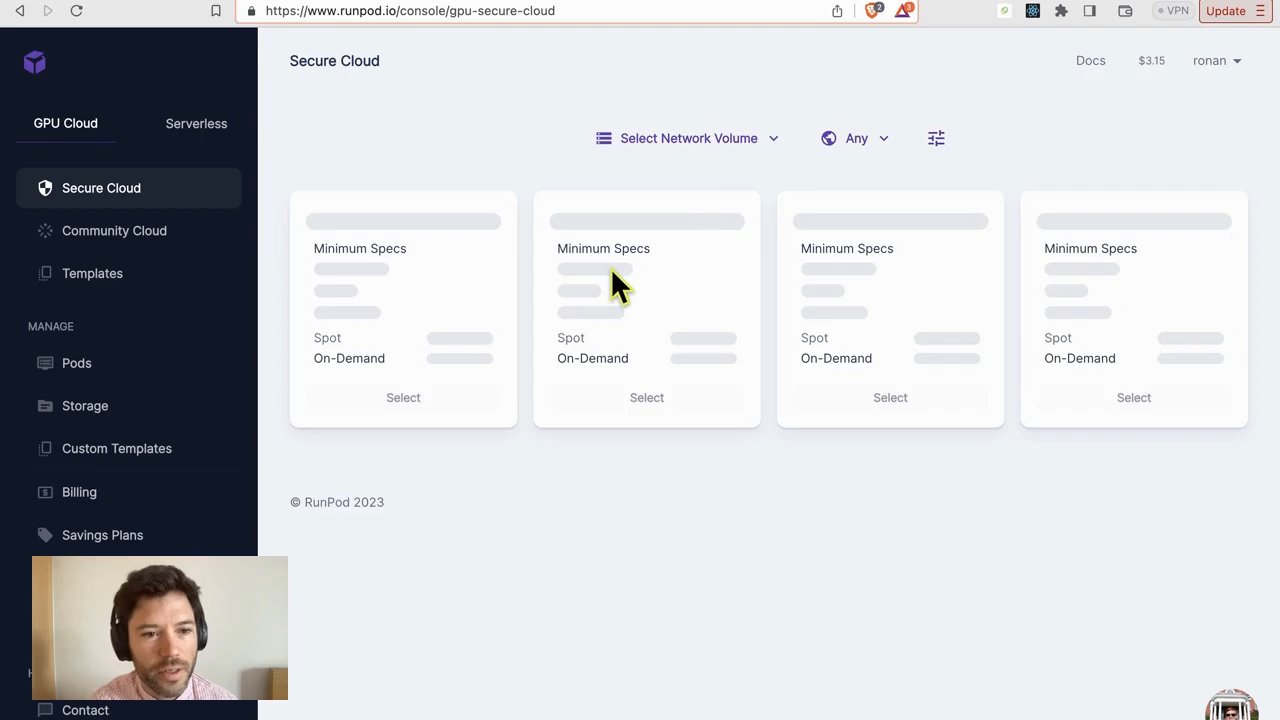 https://www.runpod.io/console/gpu-secure-cloud
2
3
VPN
Update
Secure Cloud
Docs
$3.15
ronan
GPU Cloud
Serverless
Select Network Volume
Any
Secure Cloud
Community Cloud
Templates
MANAGE
Pods
Storage
Custom Templates
Billing
Savings Plans
Contact
Minimum Specs
Spot
On-Demand
Select
Minimum Specs
Spot
On-Demand
Select
Minimum Specs
Spot
On-Demand
Select
Minimum Specs
Spot
On-Demand
Select
© RunPod 2023